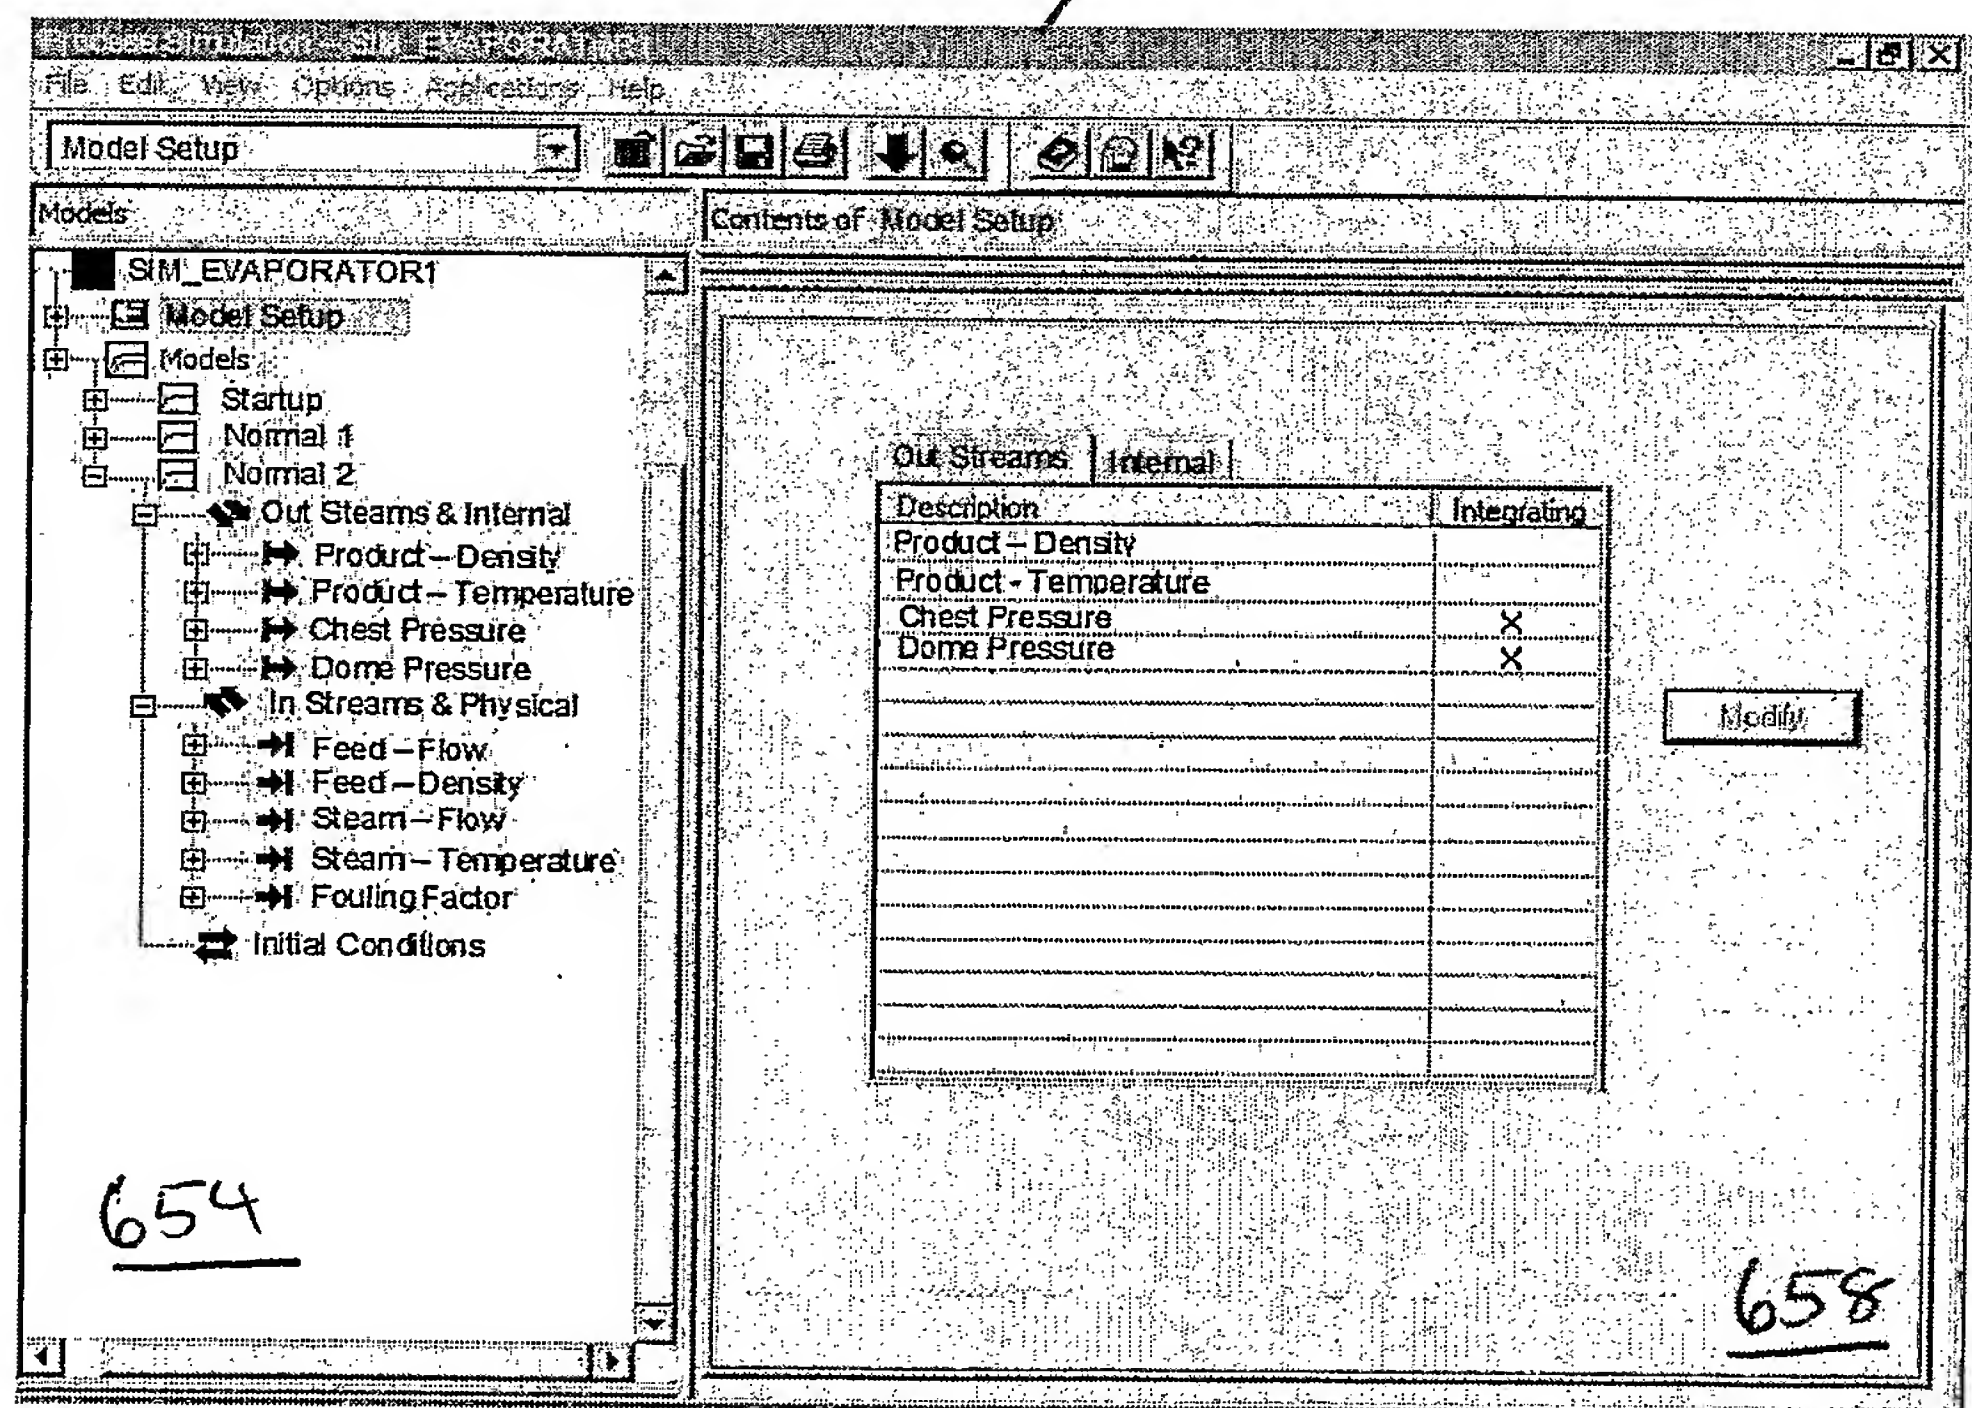 Process Simulation – SIM_EVAPORATOR1
File Edit View Options Applications Help
Model Setup
Models
Contents of Model Setup
SIM_EVAPORATOR1
Model Setup
Models
Startup
Normal 1
Normal 2
Out Steams & Internal
Product – Density
Product – Temperature
Chest Pressure
Dome Pressure
In Streams & Physical
Feed – Flow
Feed – Density
Steam – Flow
Steam – Temperature
Fouling Factor
Initial Conditions
654
Out Streams Internal
Description Integrating
Product – Density
Product - Temperature
Chest Pressure X
Dome Pressure X
Modify
658